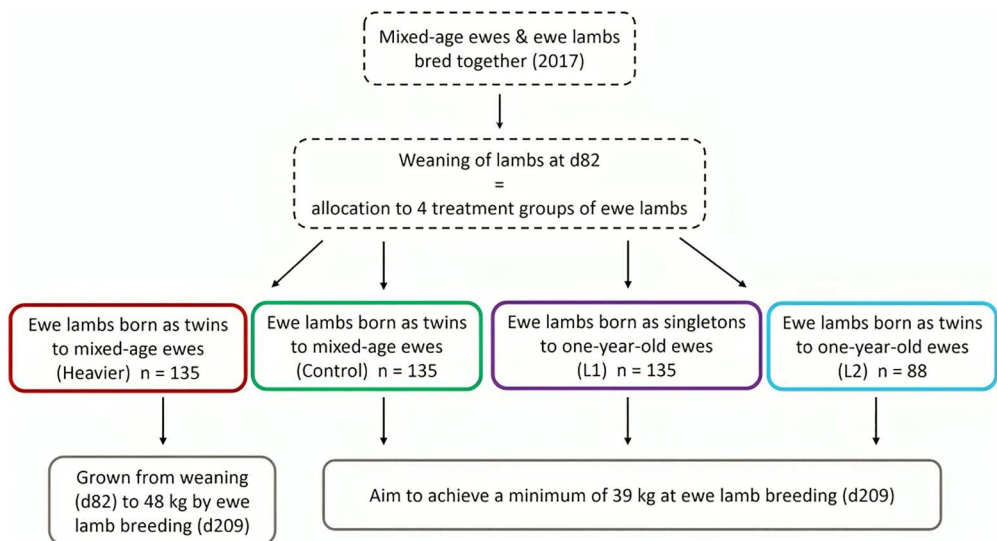 Mixed-age ewes & ewe lambs
bred together (2017)
Weaning of lambs at d82
=
allocation to 4 treatment groups of ewe lambs
Ewe lambs born as twins
to mixed-age ewes
(Heavier) n = 135
Ewe lambs born as twins
to mixed-age ewes
(Control) n = 135
Ewe lambs born as singletons
to one-year-old ewes
(L1) n = 135
Ewe lambs born as twins
to one-year-old ewes
(L2) n = 88
Grown from weaning
(d82) to 48 kg by ewe
lamb breeding (d209)
Aim to achieve a minimum of 39 kg at ewe lamb breeding (d209)